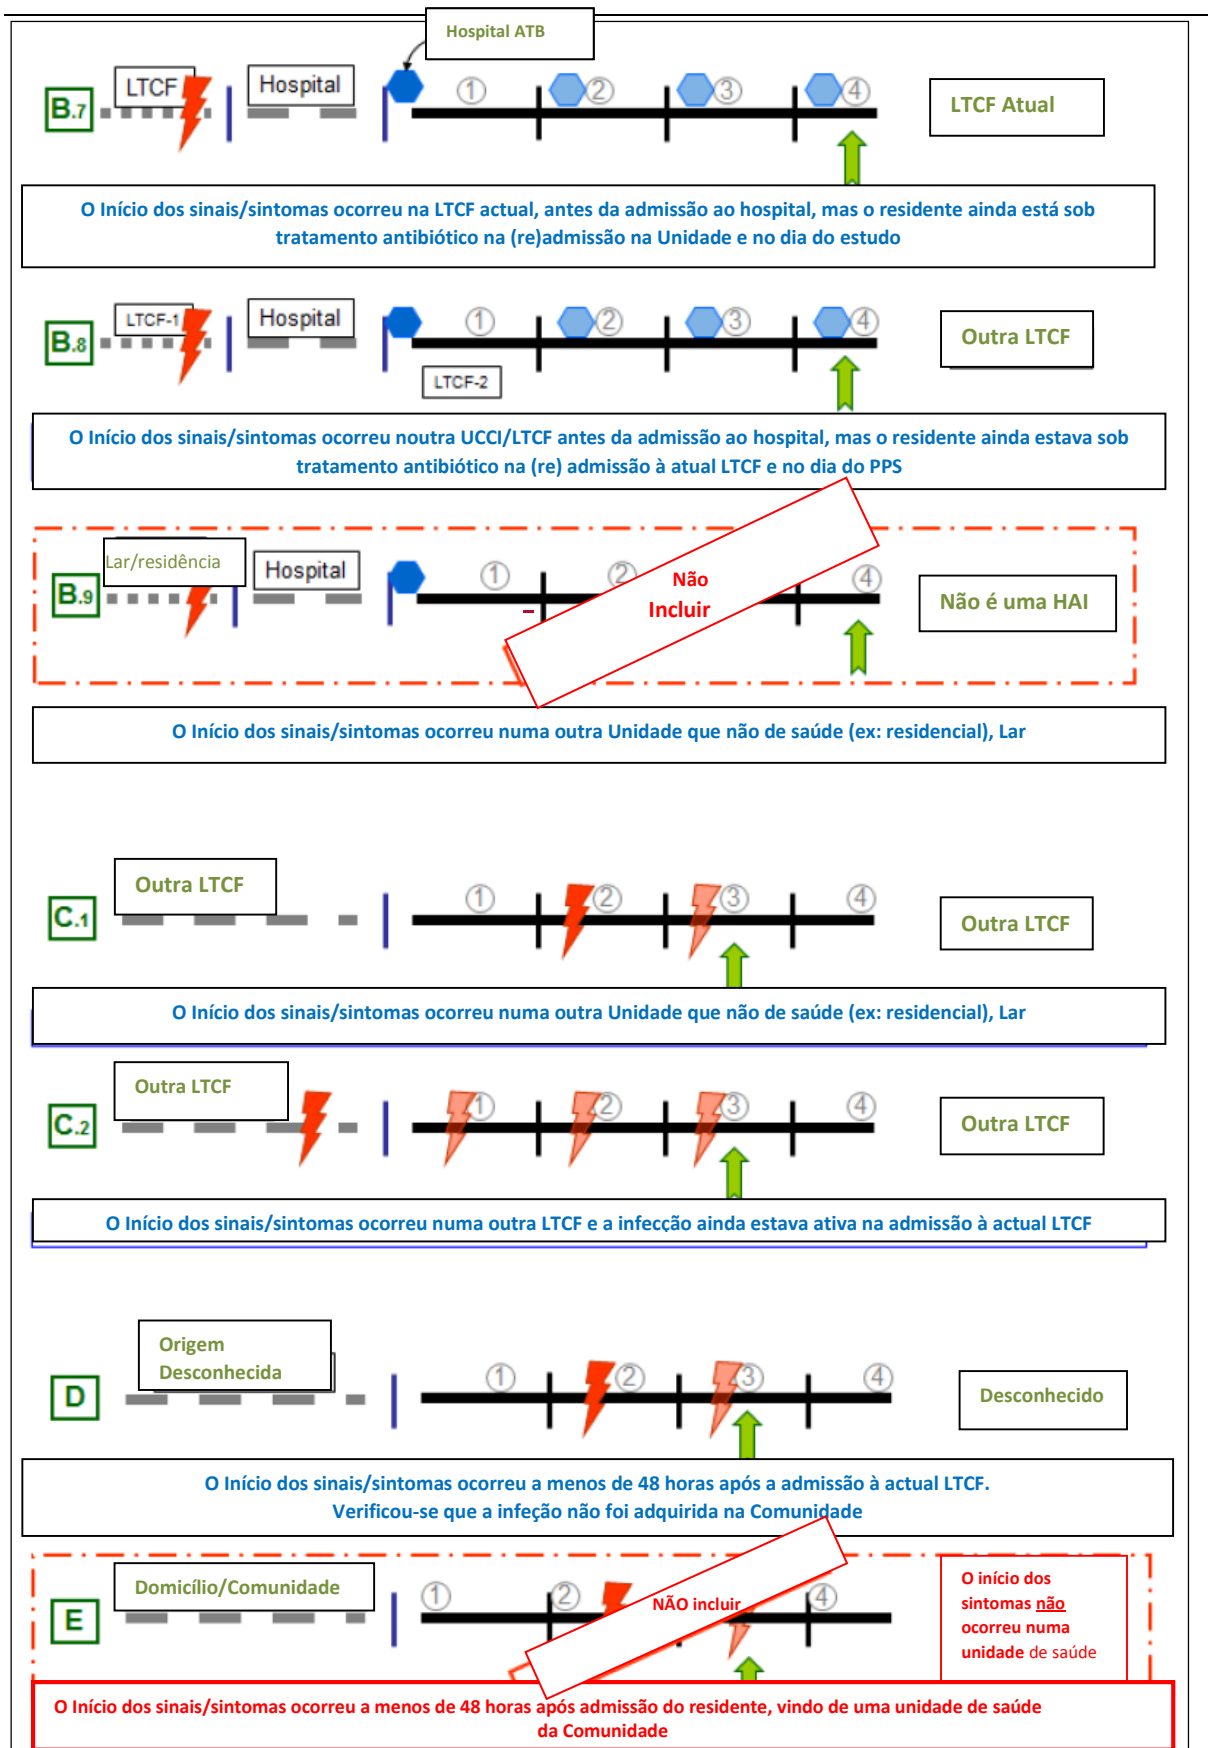 Hospital ATB
B.7
LTCF
Hospital
1 2 3 4
LTCF Atual
O Início dos sinais/sintomas ocorreu na LTCF actual, antes da admissão ao hospital, mas o residente ainda está sob
tratamento antibiótico na (re)admissão na Unidade e no dia do estudo
B.8
LTCF-1
Hospital
1 2 3 4
LTCF-2
Outra LTCF
O Início dos sinais/sintomas ocorreu noutra UCCI/LTCF antes da admissão ao hospital, mas o residente ainda estava sob
tratamento antibiótico na (re) admissão à atual LTCF e no dia do PPS
B.9
Lar/residência
Hospital
1 2 4
Não
Incluir
Não é uma HAI
O Início dos sinais/sintomas ocorreu numa outra Unidade que não de saúde (ex: residencial), Lar
C.1
Outra LTCF
1 2 3 4
Outra LTCF
O Início dos sinais/sintomas ocorreu numa outra Unidade que não de saúde (ex: residencial), Lar
C.2
Outra LTCF
1 2 3 4
Outra LTCF
O Início dos sinais/sintomas ocorreu numa outra LTCF e a infecção ainda estava ativa na admissão à actual LTCF
D
Origem
Desconhecida
1 2 3 4
Desconhecido
O Início dos sinais/sintomas ocorreu a menos de 48 horas após a admissão à actual LTCF.
Verificou-se que a infeção não foi adquirida na Comunidade
E
Domicílio/Comunidade
1 2 4
NÃO incluir
O início dos
sintomas não
ocorreu numa
unidade de saúde
O Início dos sinais/sintomas ocorreu a menos de 48 horas após admissão do residente, vindo de uma unidade de saúde
da Comunidade